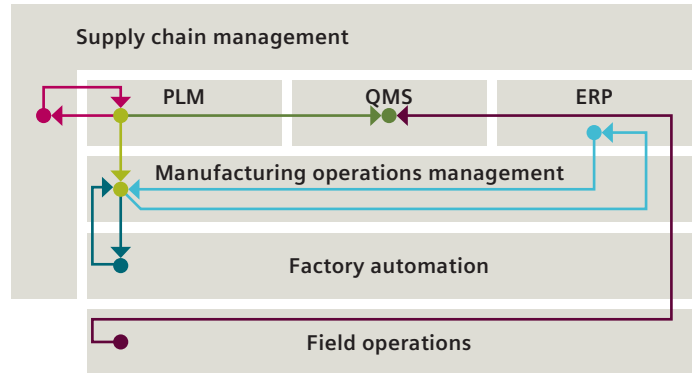 Supply chain management
PLM
QMS
ERP
Manufacturing operations management
Factory automation
Field operations